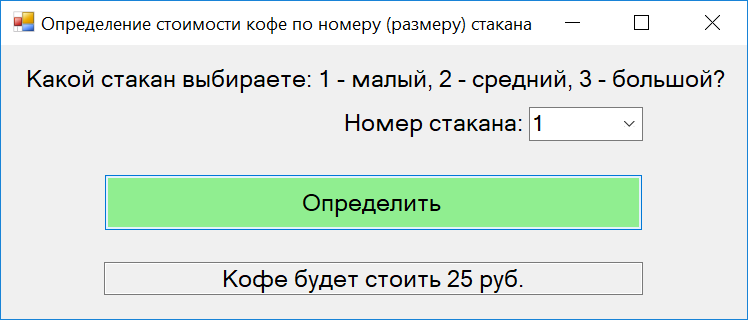 Определение стоимости кофе по номеру (размеру) стакана
Какой стакан выбираете: 1 - малый, 2 - средний, 3 - большой?
Номер стакана: 1
Определить
Кофе будет стоить 25 руб.